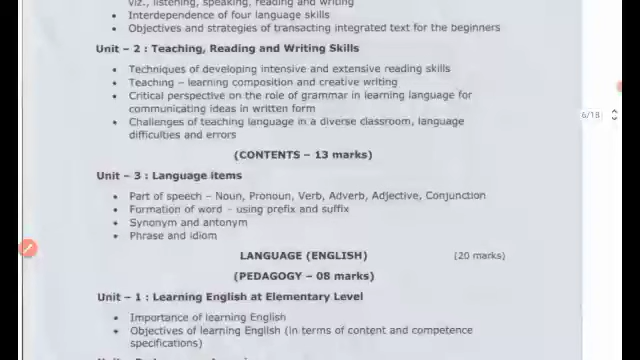 viz., listening, speaking, reading and writing
• Interdependence of four language skills
• Objectives and strategies of transacting integrated text for the beginners
Unit – 2 : Teaching, Reading and Writing Skills
• Techniques of developing intensive and extensive reading skills
• Teaching – learning composition and creative writing
• Critical perspective on the role of grammar in learning language for
communicating ideas in written form
• Challenges of teaching language in a diverse classroom, language
difficulties and errors
6/18
(CONTENTS – 13 marks)
Unit – 3 : Language items
• Part of speech – Noun, Pronoun, Verb, Adverb, Adjective, Conjunction
• Formation of word – using prefix and suffix
• Synonym and antonym
• Phrase and idiom
LANGUAGE (ENGLISH) (20 marks)
(PEDAGOGY – 08 marks)
Unit – 1 : Learning English at Elementary Level
• Importance of learning English
• Objectives of learning English (in terms of content and competence
specifications)